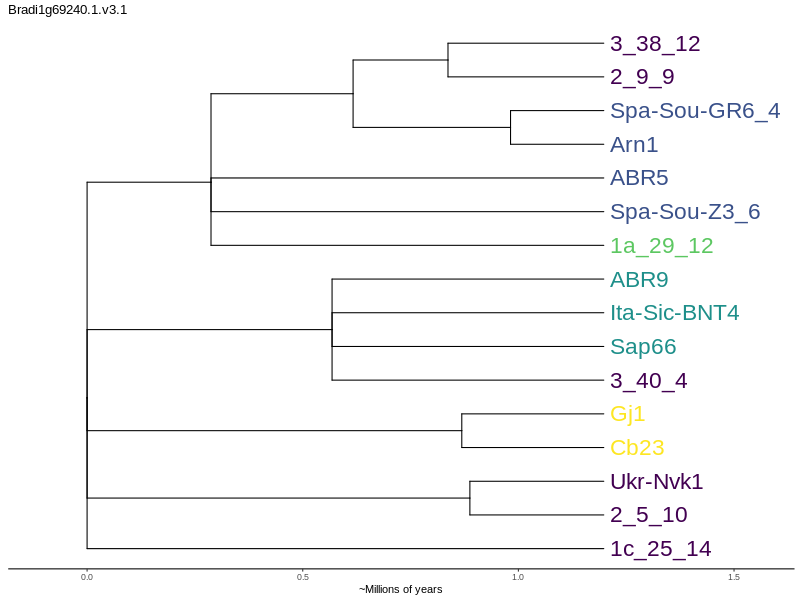 Bradi1g69240.1.v3.1
3_38_12
2_9_9
Spa-Sou-GR6_4
Arn1
ABR5
Spa-Sou-Z3_6
1a_29_12
ABR9
Ita-Sic-BNT4
Sap66
3_40_4
Gj1
Cb23
Ukr-Nvk1
2_5_10
1c_25_14
0.0 0.5 1.0 1.5
~Millions of years